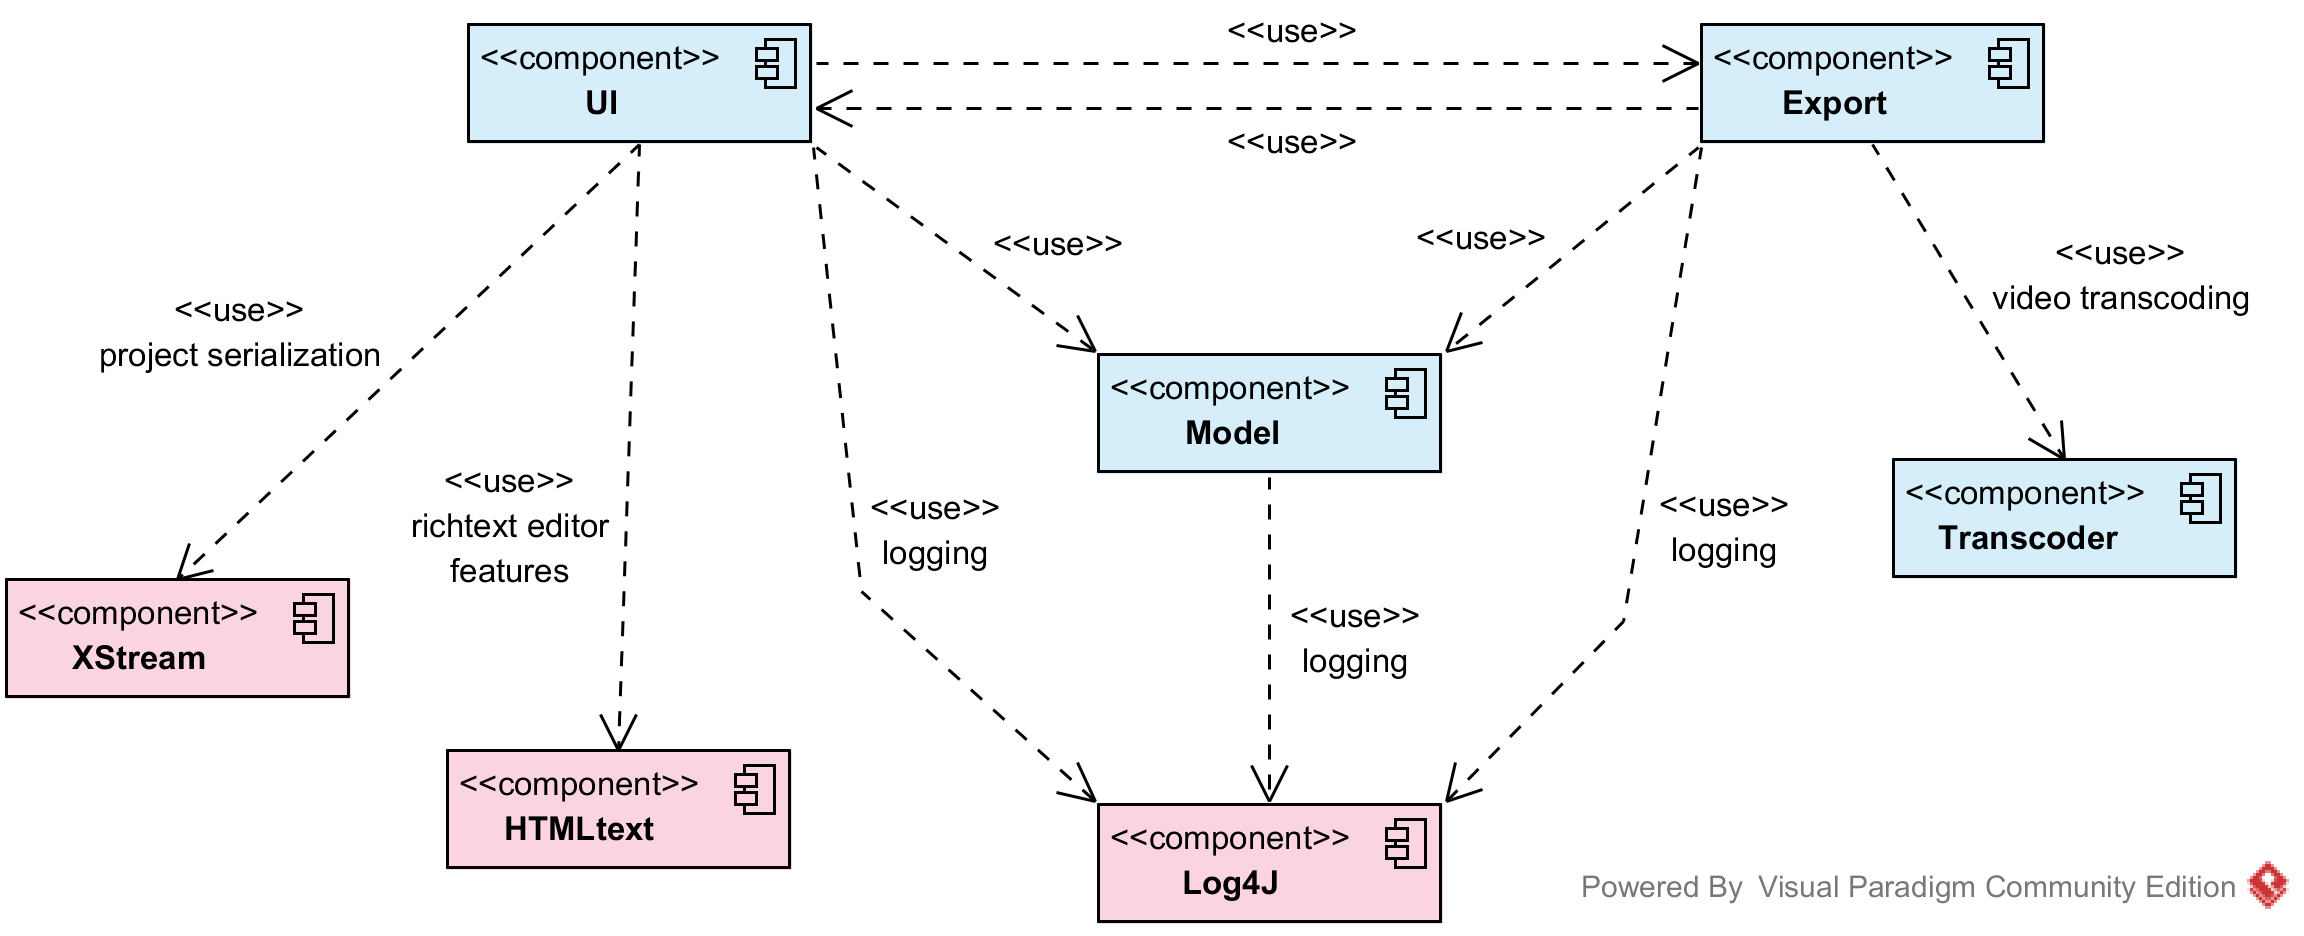 <<component>>
UI
<<use>>
<<use>>
<<component>>
Export
<<use>>
<<use>>
<<use>>
video transcoding
<<use>>
project serialization
<<component>>
Model
<<use>>
richtext editor
features
<<use>>
logging
<<use>>
logging
<<component>>
Transcoder
<<component>>
XStream
<<use>>
logging
<<component>>
HTMLtext
<<component>>
Log4J
Powered By Visual Paradigm Community Edition